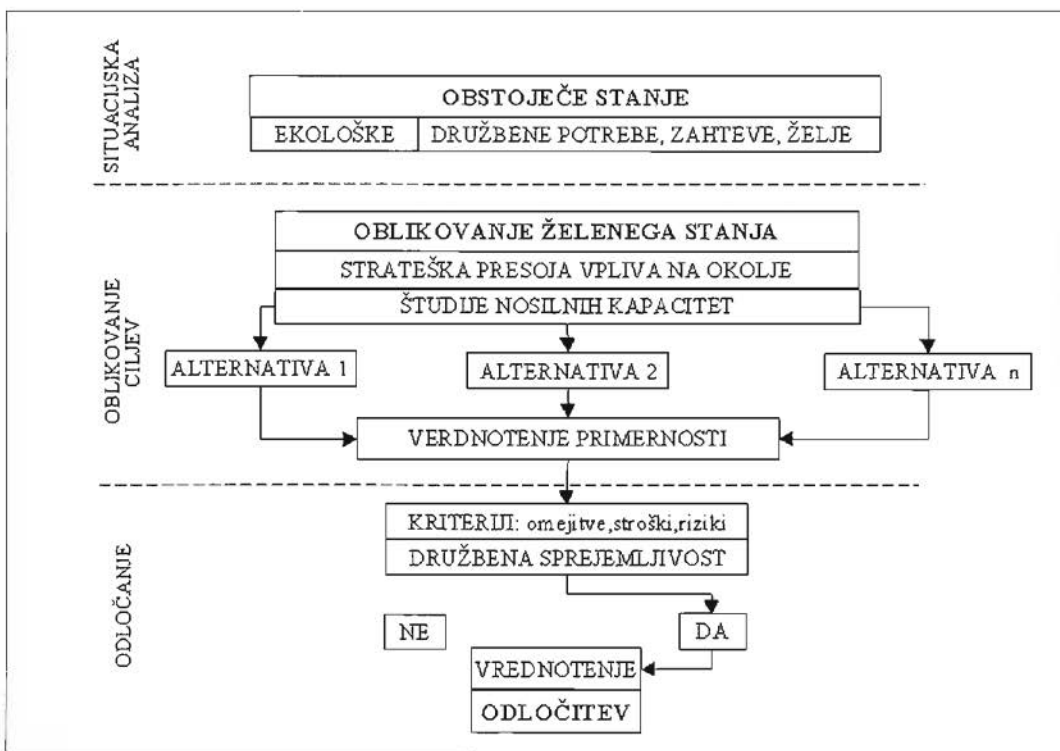 SITUACIJSKA
ANALIZA
OBSTOJEČE STANJE
EKOLOŠKE
DRUŽBENE POTREBE, ZAHTEVE, ŽELJE
OBLIKOVANJE
CILJEV
OBLIKOVANJE ŽELENEGA STANJA
STRATEŠKA PRESOJA VPLIVA NA OKOLJE
ŠTUDIJE NOSILNIH KAPACITET
ALTERNATIVA 1
ALTERNATIVA 2
ALTERNATIVA n
VERDNOTENJE PRIMERNOSTI
ODLOČANJE
KRITERIJI: omejitve,stroški,riziki
DRUŽBENA SPREJEMLJIVOST
NE
DA
VREDNOTENJE
ODLOČITEV